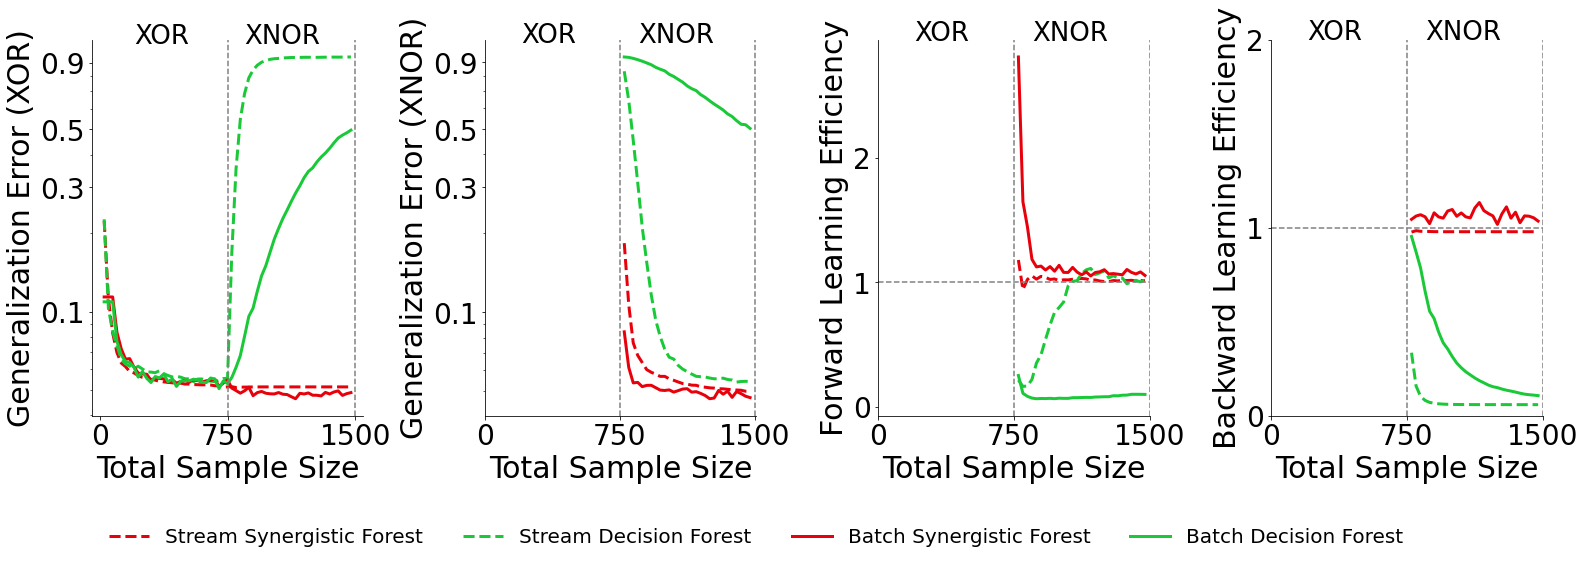 XOR XNOR
Generalization Error (XOR)
0.9
0.5
0.3
0.1
0 750 1500
Total Sample Size
XOR XNOR
Generalization Error (XNOR)
0.9
0.5
0.3
0.1
0 750 1500
Total Sample Size
XOR XNOR
Forward Learning Efficiency
2
1
0
0 750 1500
Total Sample Size
XOR XNOR
Backward Learning Efficiency
2
1
0
0 750 1500
Total Sample Size
Stream Synergistic Forest Stream Decision Forest Batch Synergistic Forest Batch Decision Forest